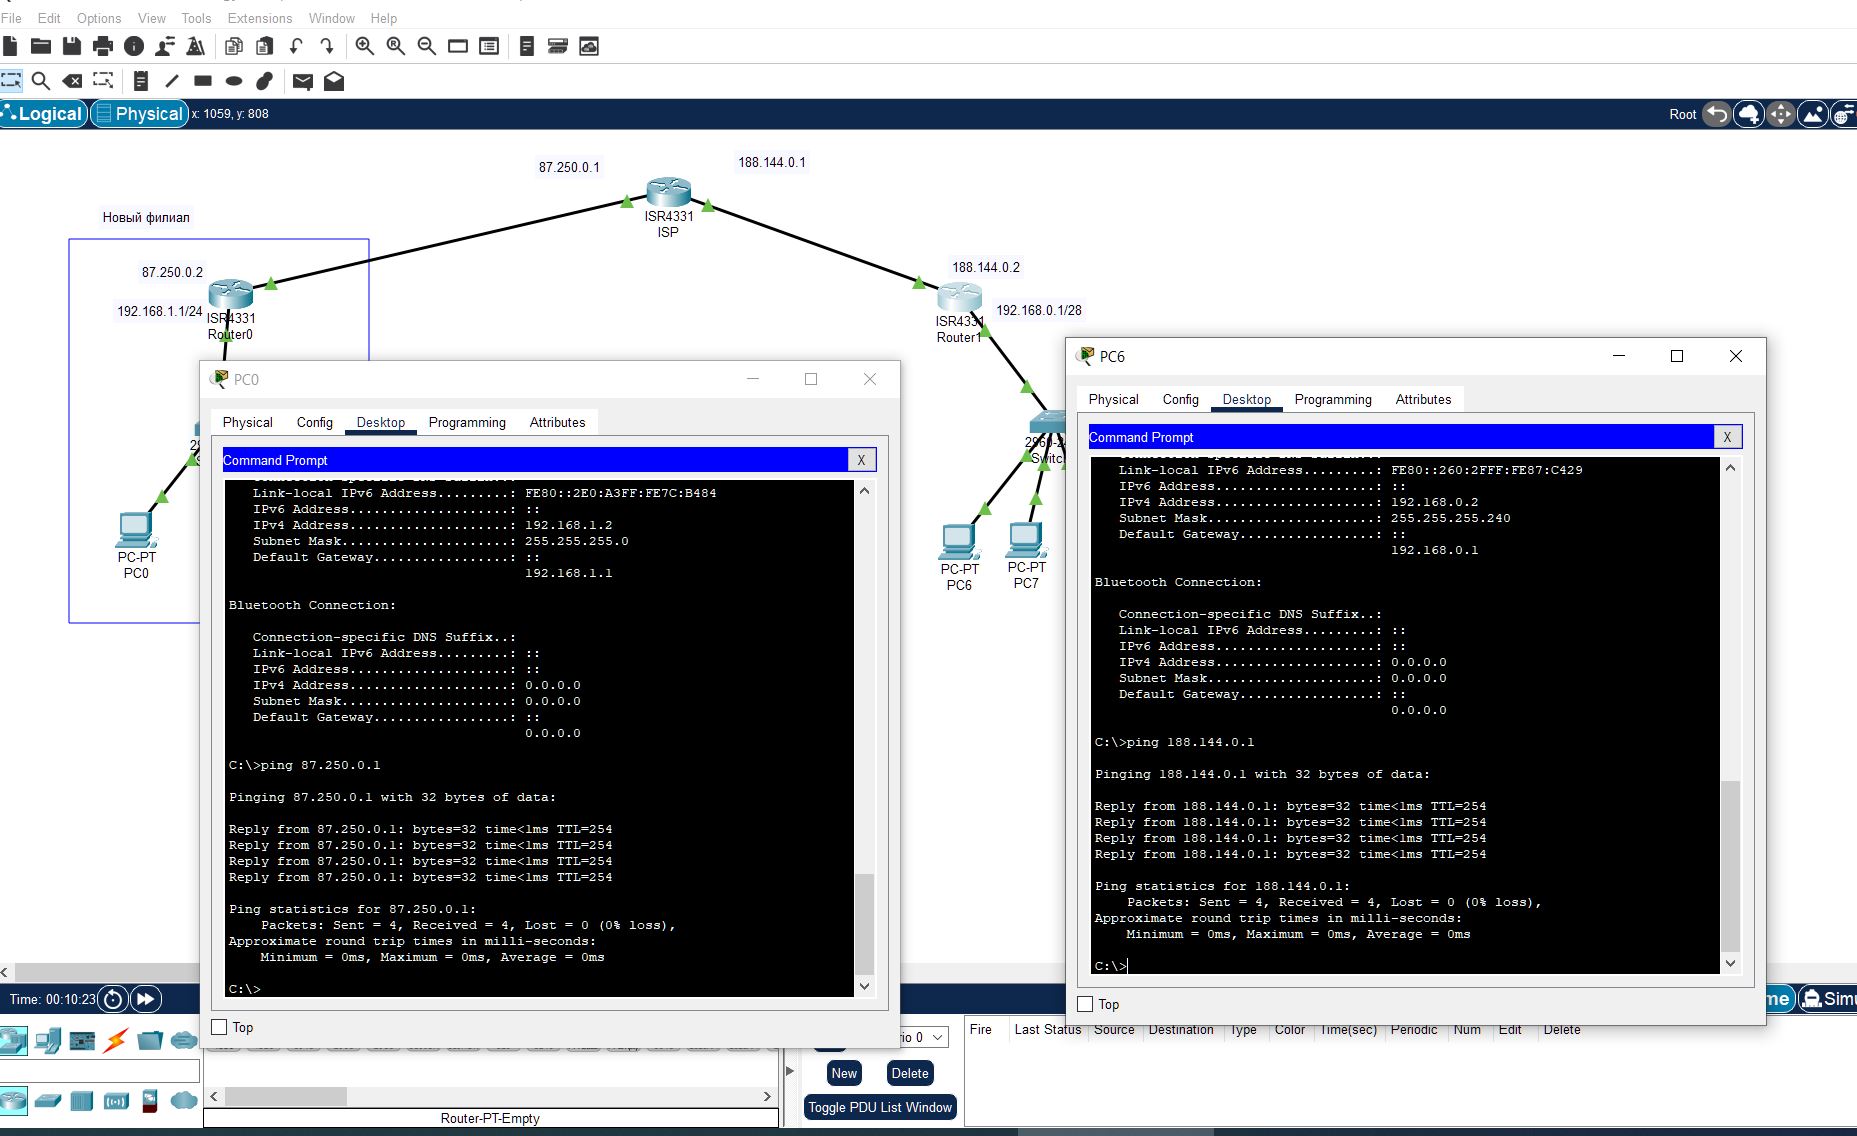 File Edit Options View Tools Extensions Window Help
Logical Physical x: 1059, y: 808 Root
87.250.0.1
188.144.0.1
ISR4331
ISP
Новый филиал
87.250.0.2
192.168.1.1/24
ISR4331
Router0
188.144.0.2
192.168.0.1/28
ISR4331
Router1
PC-PT
PC0
PC-PT
PC6
PC-PT
PC7
PC0
Physical Config Desktop Programming Attributes
Command Prompt X
Link-local IPv6 Address.........: FE80::2E0:A3FF:FE7C:B484
IPv6 Address....................: ::
IPv4 Address....................: 192.168.1.2
Subnet Mask.....................: 255.255.255.0
Default Gateway.................: ::
192.168.1.1
Bluetooth Connection:
Connection-specific DNS Suffix..:
Link-local IPv6 Address.........: ::
IPv6 Address....................: ::
IPv4 Address....................: 0.0.0.0
Subnet Mask.....................: 0.0.0.0
Default Gateway.................: ::
0.0.0.0
C:\>ping 87.250.0.1
Pinging 87.250.0.1 with 32 bytes of data:
Reply from 87.250.0.1: bytes=32 time<1ms TTL=254
Reply from 87.250.0.1: bytes=32 time<1ms TTL=254
Reply from 87.250.0.1: bytes=32 time<1ms TTL=254
Reply from 87.250.0.1: bytes=32 time<1ms TTL=254
Ping statistics for 87.250.0.1:
Packets: Sent = 4, Received = 4, Lost = 0 (0% loss),
Approximate round trip times in milli-seconds:
Minimum = 0ms, Maximum = 0ms, Average = 0ms
C:\>
Top
PC6
Physical Config Desktop Programming Attributes
Command Prompt X
Link-local IPv6 Address.........: FE80::260:2FFF:FE87:C429
IPv6 Address....................: ::
IPv4 Address....................: 192.168.0.2
Subnet Mask.....................: 255.255.255.240
Default Gateway.................: ::
192.168.0.1
Bluetooth Connection:
Connection-specific DNS Suffix..:
Link-local IPv6 Address.........: ::
IPv6 Address....................: ::
IPv4 Address....................: 0.0.0.0
Subnet Mask.....................: 0.0.0.0
Default Gateway.................: ::
0.0.0.0
C:\>ping 188.144.0.1
Pinging 188.144.0.1 with 32 bytes of data:
Reply from 188.144.0.1: bytes=32 time<1ms TTL=254
Reply from 188.144.0.1: bytes=32 time<1ms TTL=254
Reply from 188.144.0.1: bytes=32 time<1ms TTL=254
Reply from 188.144.0.1: bytes=32 time<1ms TTL=254
Ping statistics for 188.144.0.1:
Packets: Sent = 4, Received = 4, Lost = 0 (0% loss),
Approximate round trip times in milli-seconds:
Minimum = 0ms, Maximum = 0ms, Average = 0ms
C:\>
Top
Time: 00:10:23
Fire Last Status Source Destination Type Color Time(sec) Periodic Num Edit Delete
New Delete
Toggle PDU List Window
Router-PT-Empty